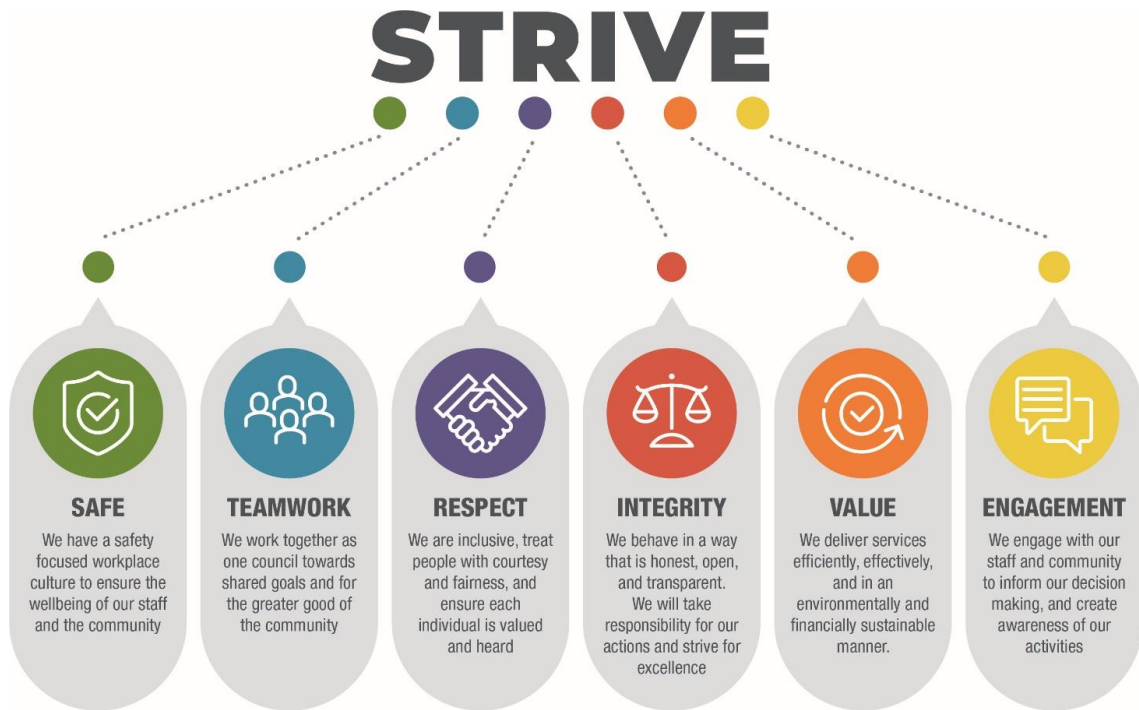 STRIVE
SAFE
We have a safety
focused workplace
culture to ensure the
wellbeing of our staff
and the community
TEAMWORK
We work together as
one council towards
shared goals and for
the greater good of
the community
RESPECT
We are inclusive, treat
people with courtesy
and fairness, and
ensure each
individual is valued
and heard
INTEGRITY
We behave in a way
that is honest, open,
and transparent.
We will take
responsibility for our
actions and strive for
excellence
VALUE
We deliver services
efficiently, effectively,
and in an
environmentally and
financially sustainable
manner.
ENGAGEMENT
We engage with our
staff and community
to inform our decision
making, and create
awareness of our
activities